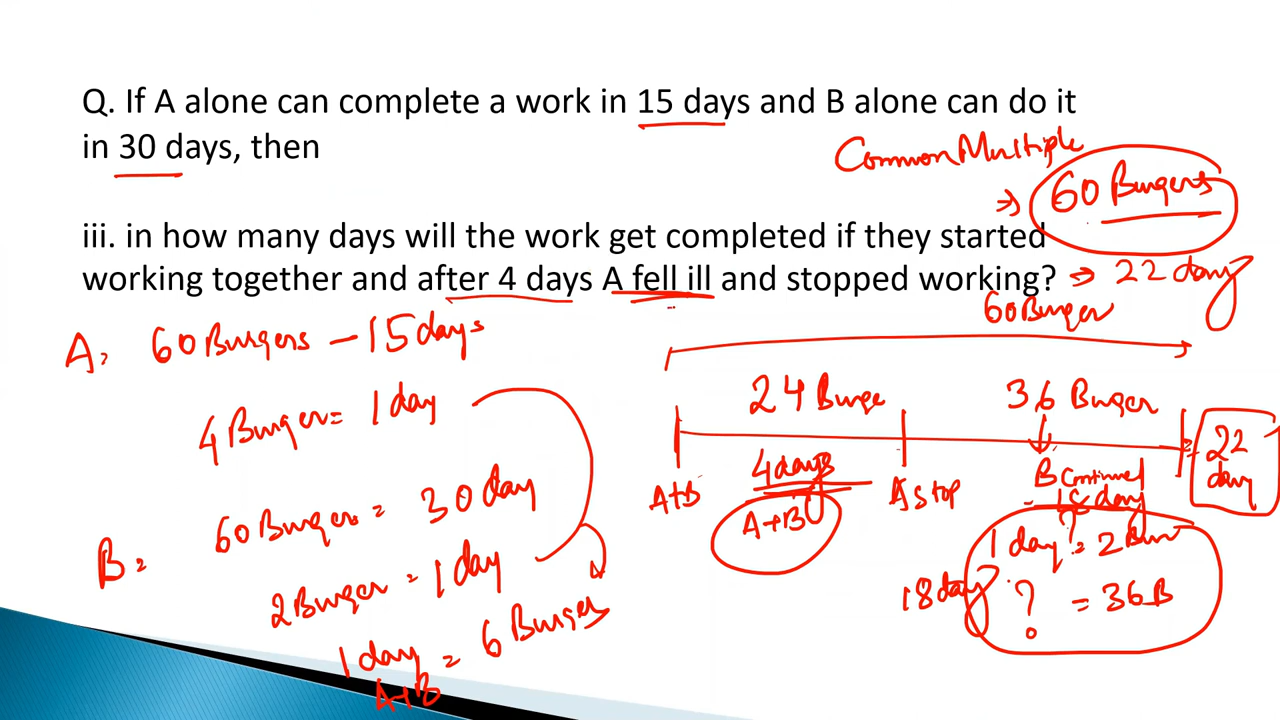 Q. If A alone can complete a work in 15 days and B alone can do it
in 30 days, then
Common Multiple
⇒ 60 Burgers
iii. in how many days will the work get completed if they started
working together and after 4 days A fell ill and stopped working? → 22 days
60 Burger
A: 60 Burgers – 15 days
4 Burger = 1 day
B = 60 Burgers = 30 day
2 Burger = 1 day
1 day = 6 Burgers
A+B
24 Burge 36 Burger
A+B 4 days A stop B continued = 22 day
A+B = 18 day
?
1 day = 2 Bur
18 day ? = 36 B